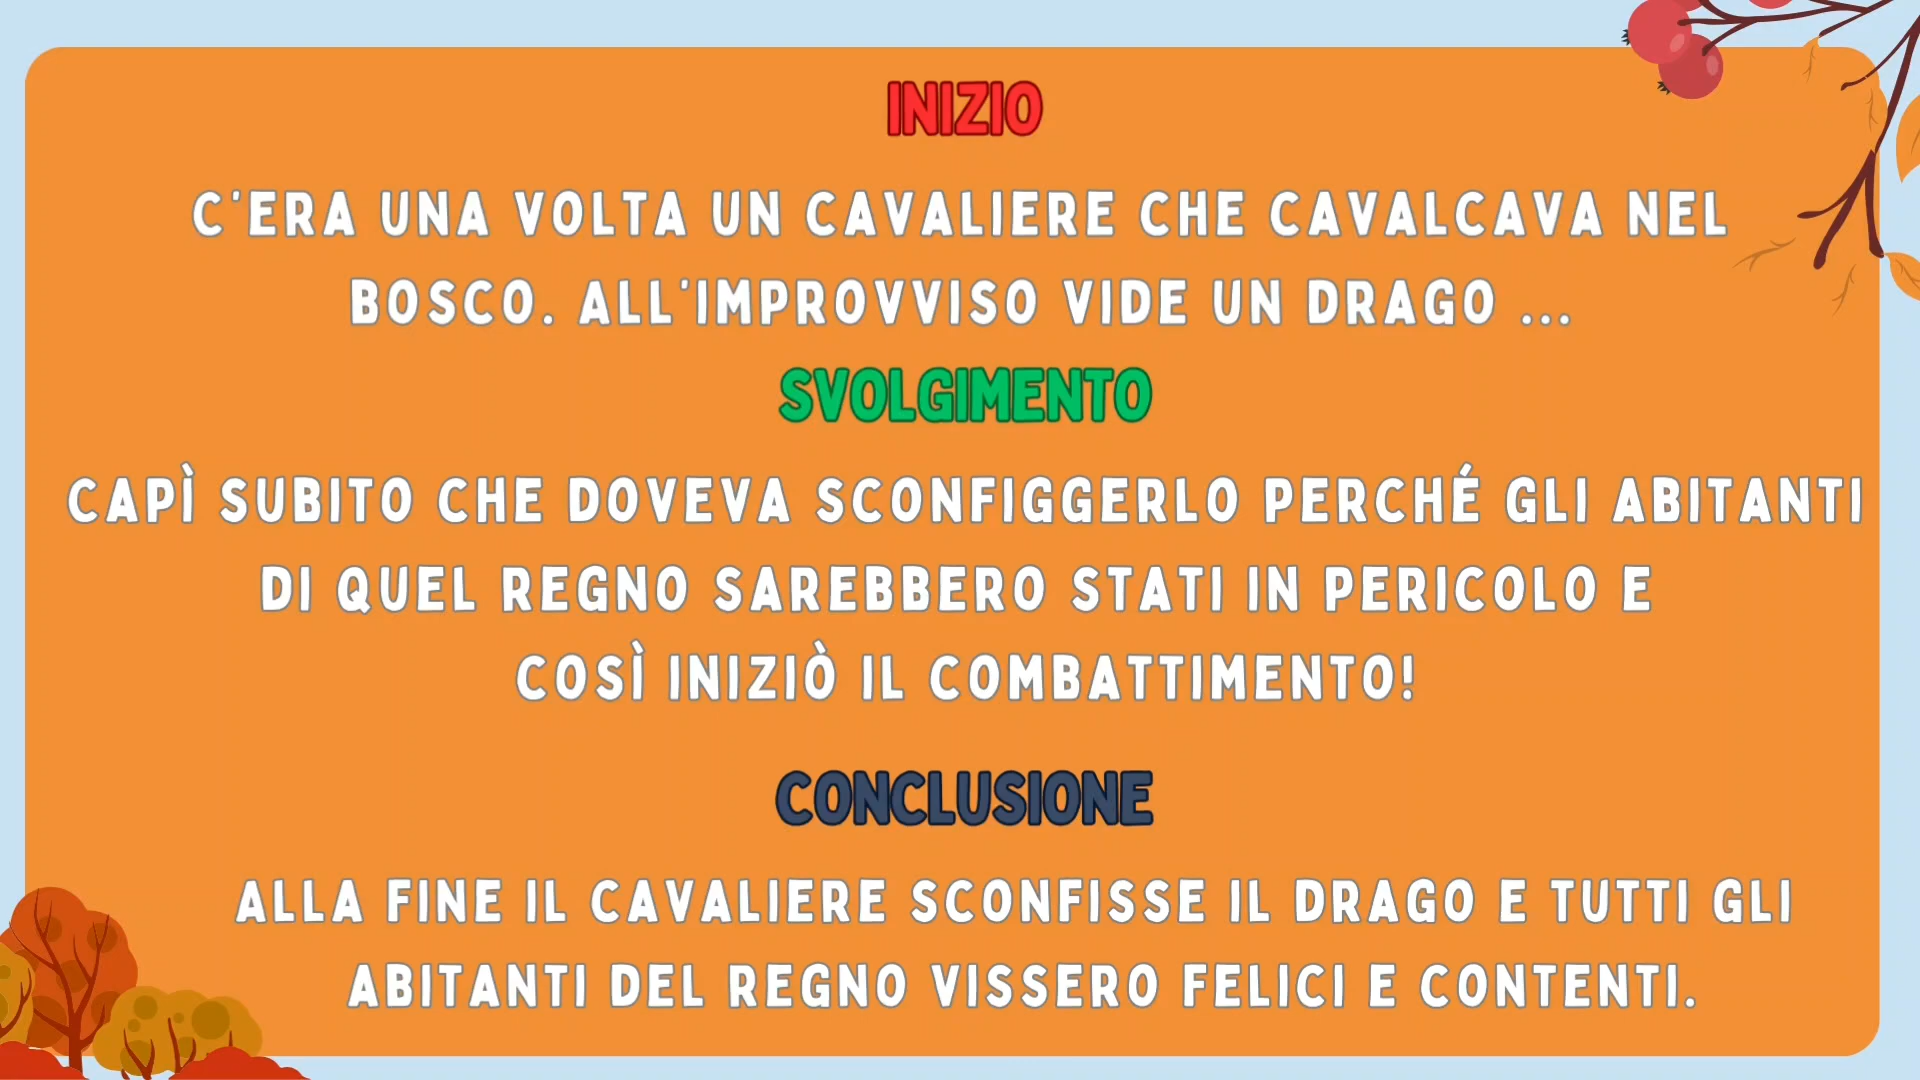 INIZIO
C'ERA UNA VOLTA UN CAVALIERE CHE CAVALCAVA NEL
BOSCO. ALL'IMPROVVISO VIDE UN DRAGO ...
SVOLGIMENTO
CAPÌ SUBITO CHE DOVEVA SCONFIGGERLO PERCHÉ GLI ABITANTI
DI QUEL REGNO SAREBBERO STATI IN PERICOLO E
COSÌ INIZIÒ IL COMBATTIMENTO!
CONCLUSIONE
ALLA FINE IL CAVALIERE SCONFISSE IL DRAGO E TUTTI GLI
ABITANTI DEL REGNO VISSERO FELICI E CONTENTI.